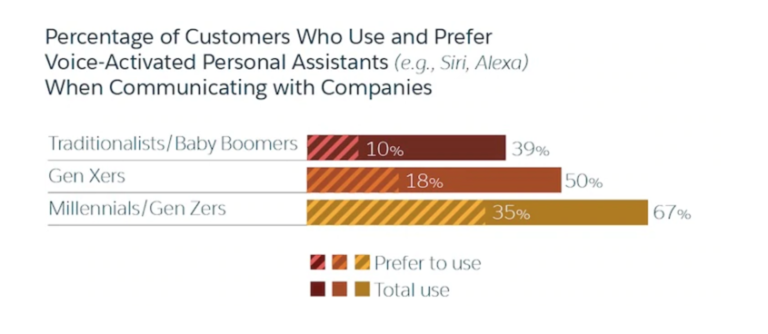 Percentage of Customers Who Use and Prefer
Voice-Activated Personal Assistants (e.g., Siri, Alexa)
When Communicating with Companies
Traditionalists/Baby Boomers 10% 39%
Gen Xers 18% 50%
Millennials/Gen Zers 35% 67%
Prefer to use
Total use